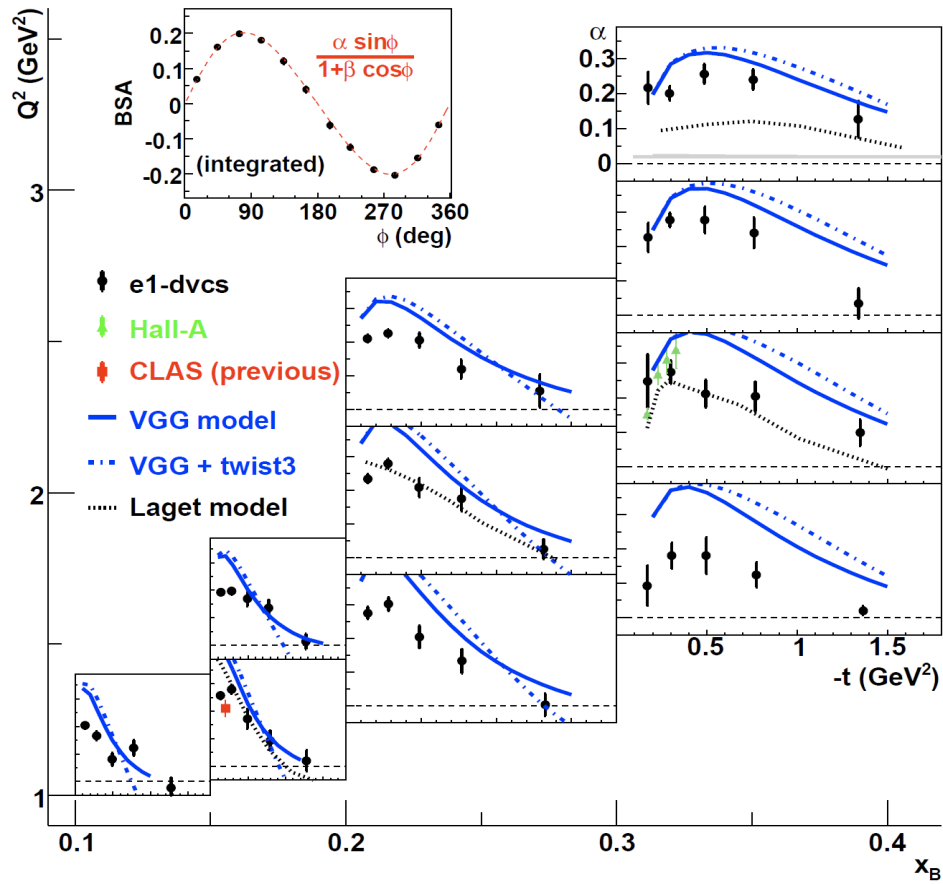 Q² (GeV²)
3
2
1
0.1
0.2
0.3
0.4
x_B
BSA
0.2
0.1
0
-0.1
-0.2
(integrated)
α sinφ
1+β cosφ
0
90
180
270
360
φ (deg)
e1-dvcs
Hall-A
CLAS (previous)
VGG model
VGG + twist3
Laget model
α
0.3
0.2
0.1
0
0.5
1
1.5
-t (GeV²)